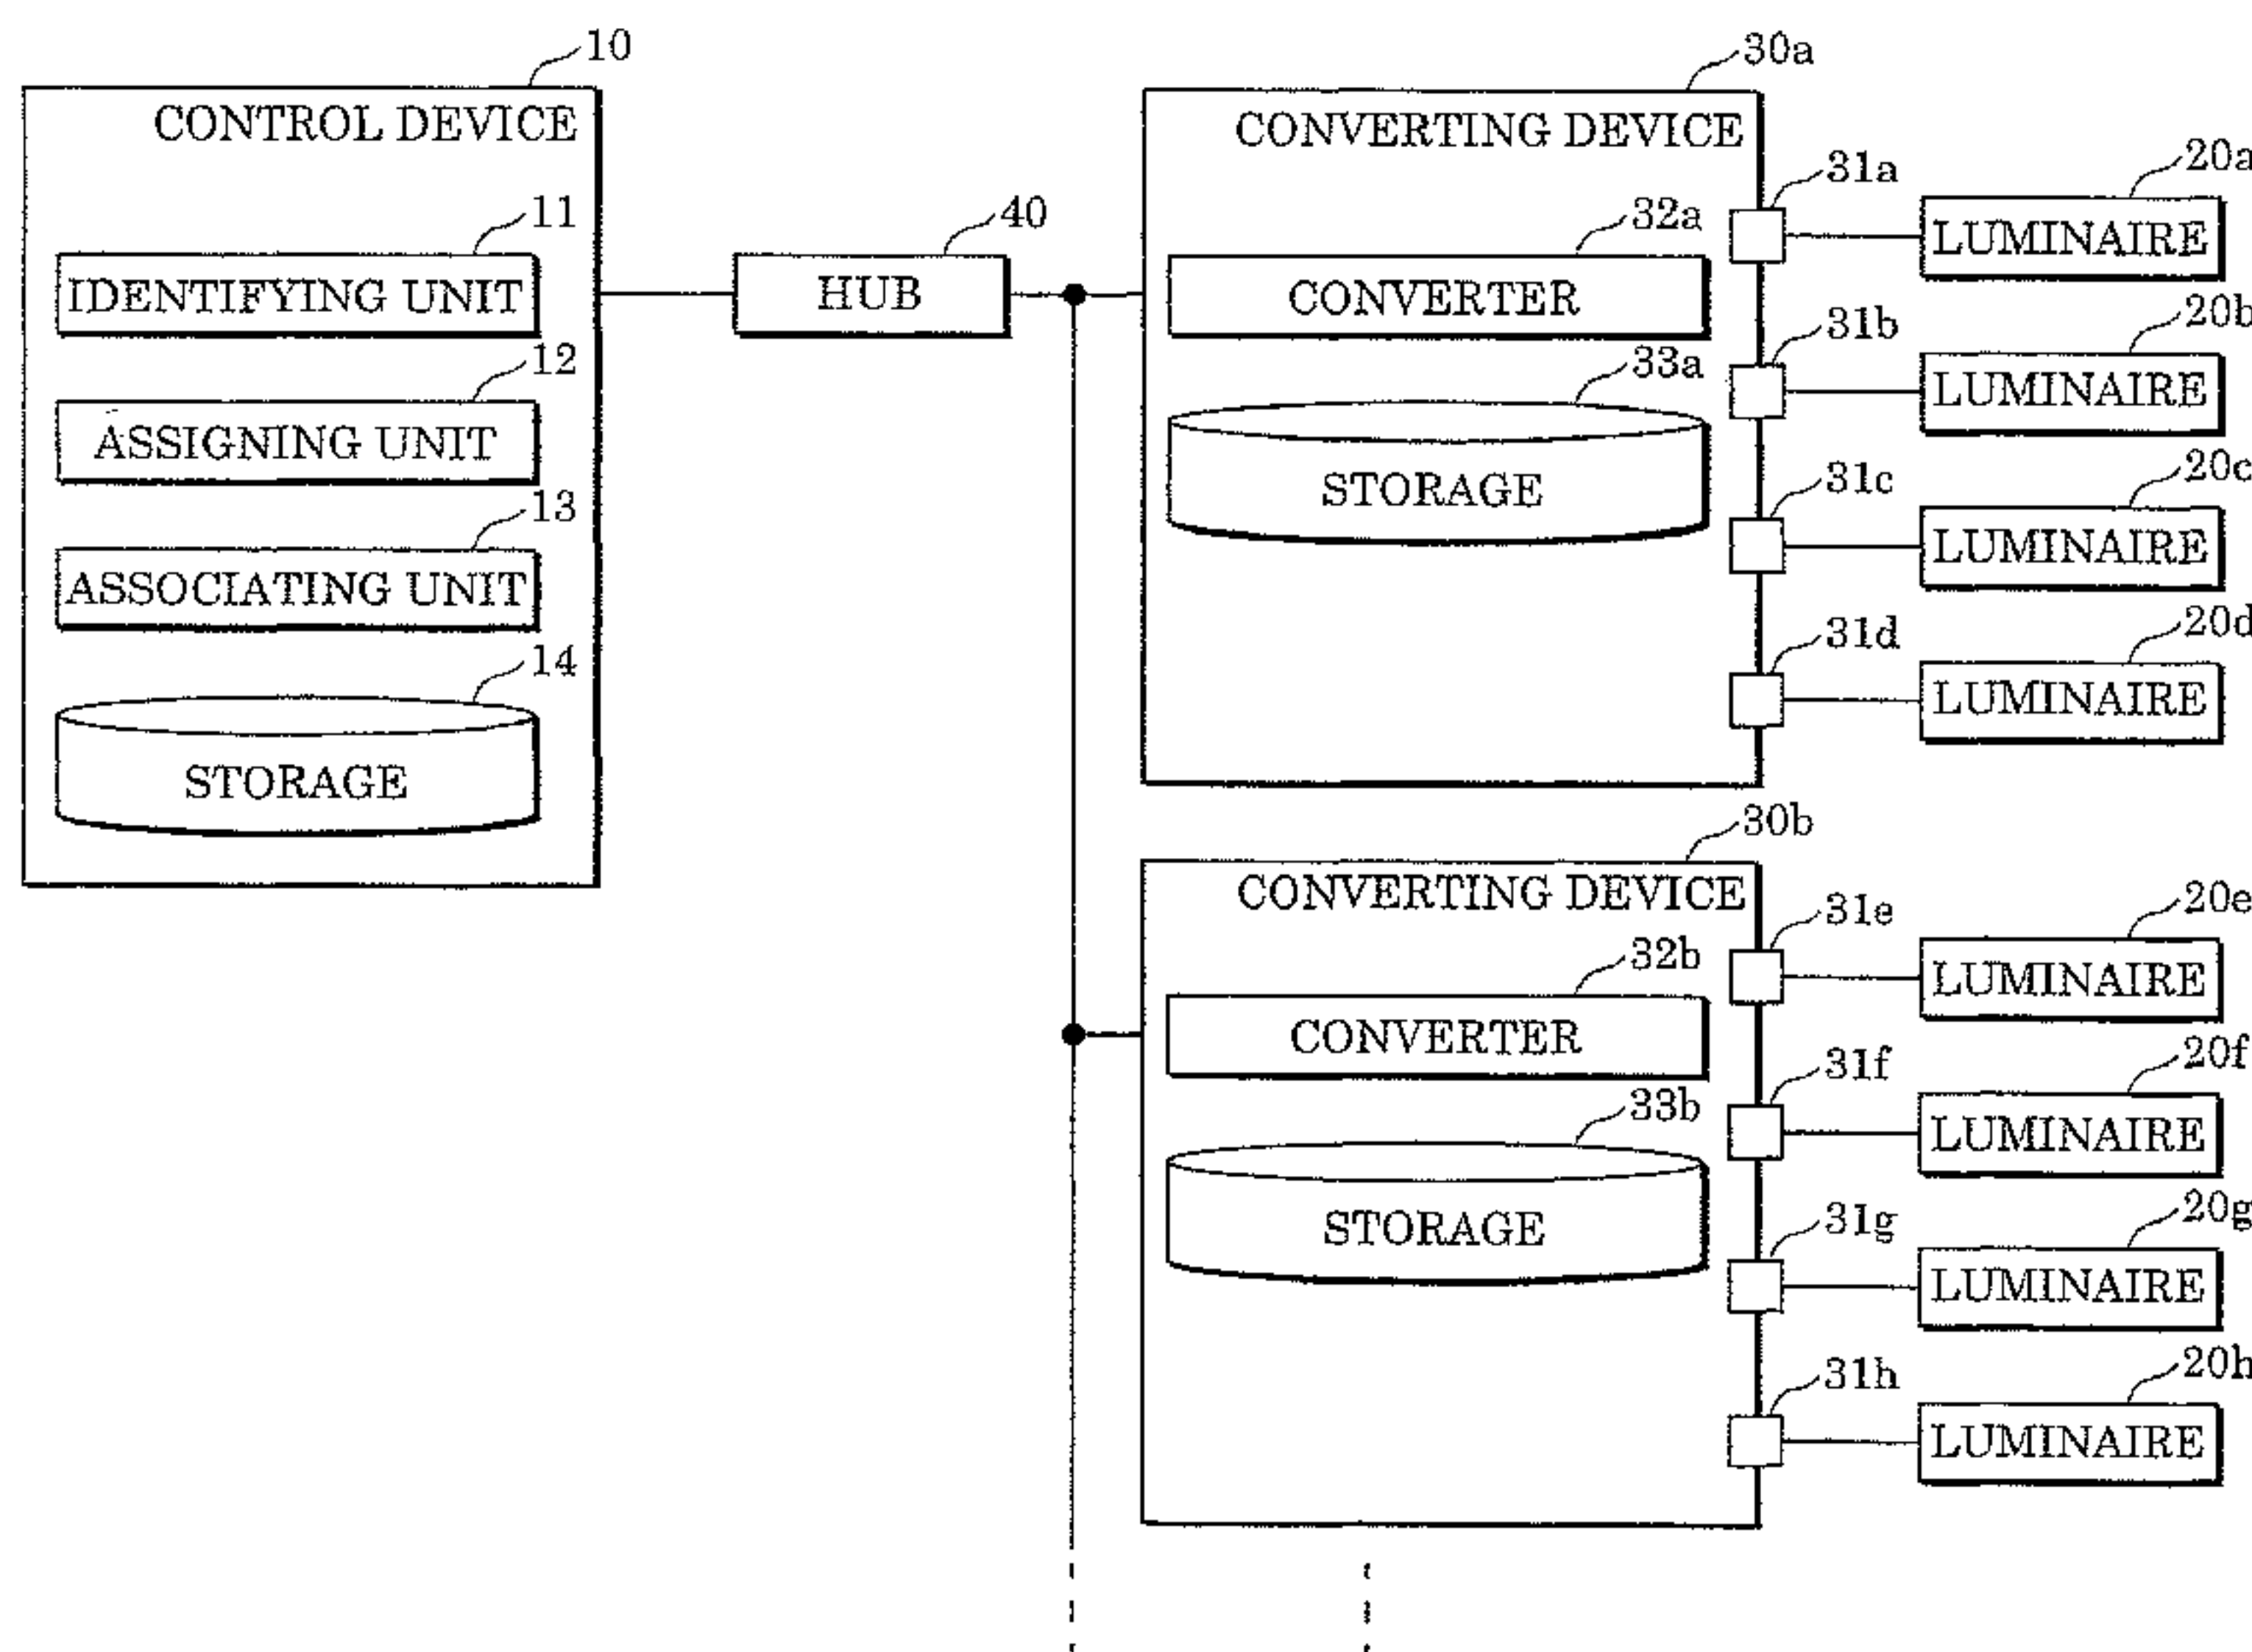 10
CONTROL DEVICE
11
IDENTIFYING UNIT
12
ASSIGNING UNIT
13
ASSOCIATING UNIT
14
STORAGE
40
HUB
30a
CONVERTING DEVICE
32a
CONVERTER
33a
STORAGE
31a
20a
LUMINAIRE
31b
20b
LUMINAIRE
31c
20c
LUMINAIRE
31d
20d
LUMINAIRE
30b
CONVERTING DEVICE
32b
CONVERTER
33b
STORAGE
31e
20e
LUMINAIRE
31f
20f
LUMINAIRE
31g
20g
LUMINAIRE
31h
20h
LUMINAIRE